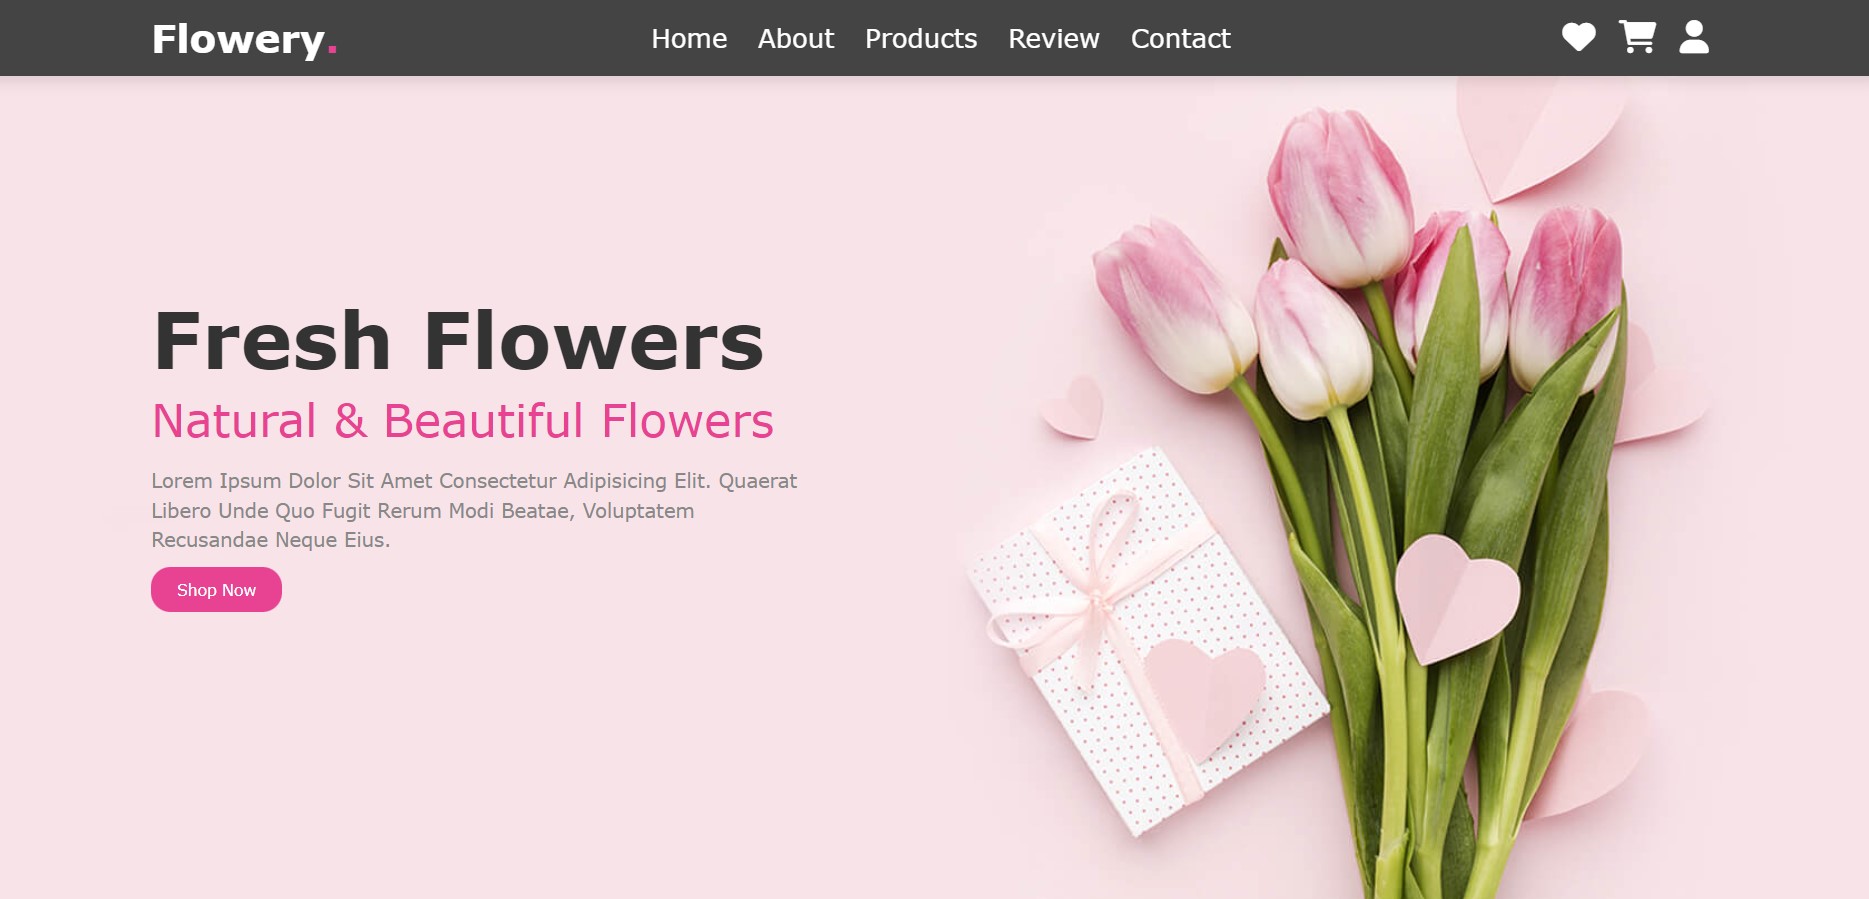 Flowery.
Home About Products Review Contact
Fresh Flowers
Natural & Beautiful Flowers
Lorem Ipsum Dolor Sit Amet Consectetur Adipisicing Elit. Quaerat
Libero Unde Quo Fugit Rerum Modi Beatae, Voluptatem
Recusandae Neque Eius.
Shop Now